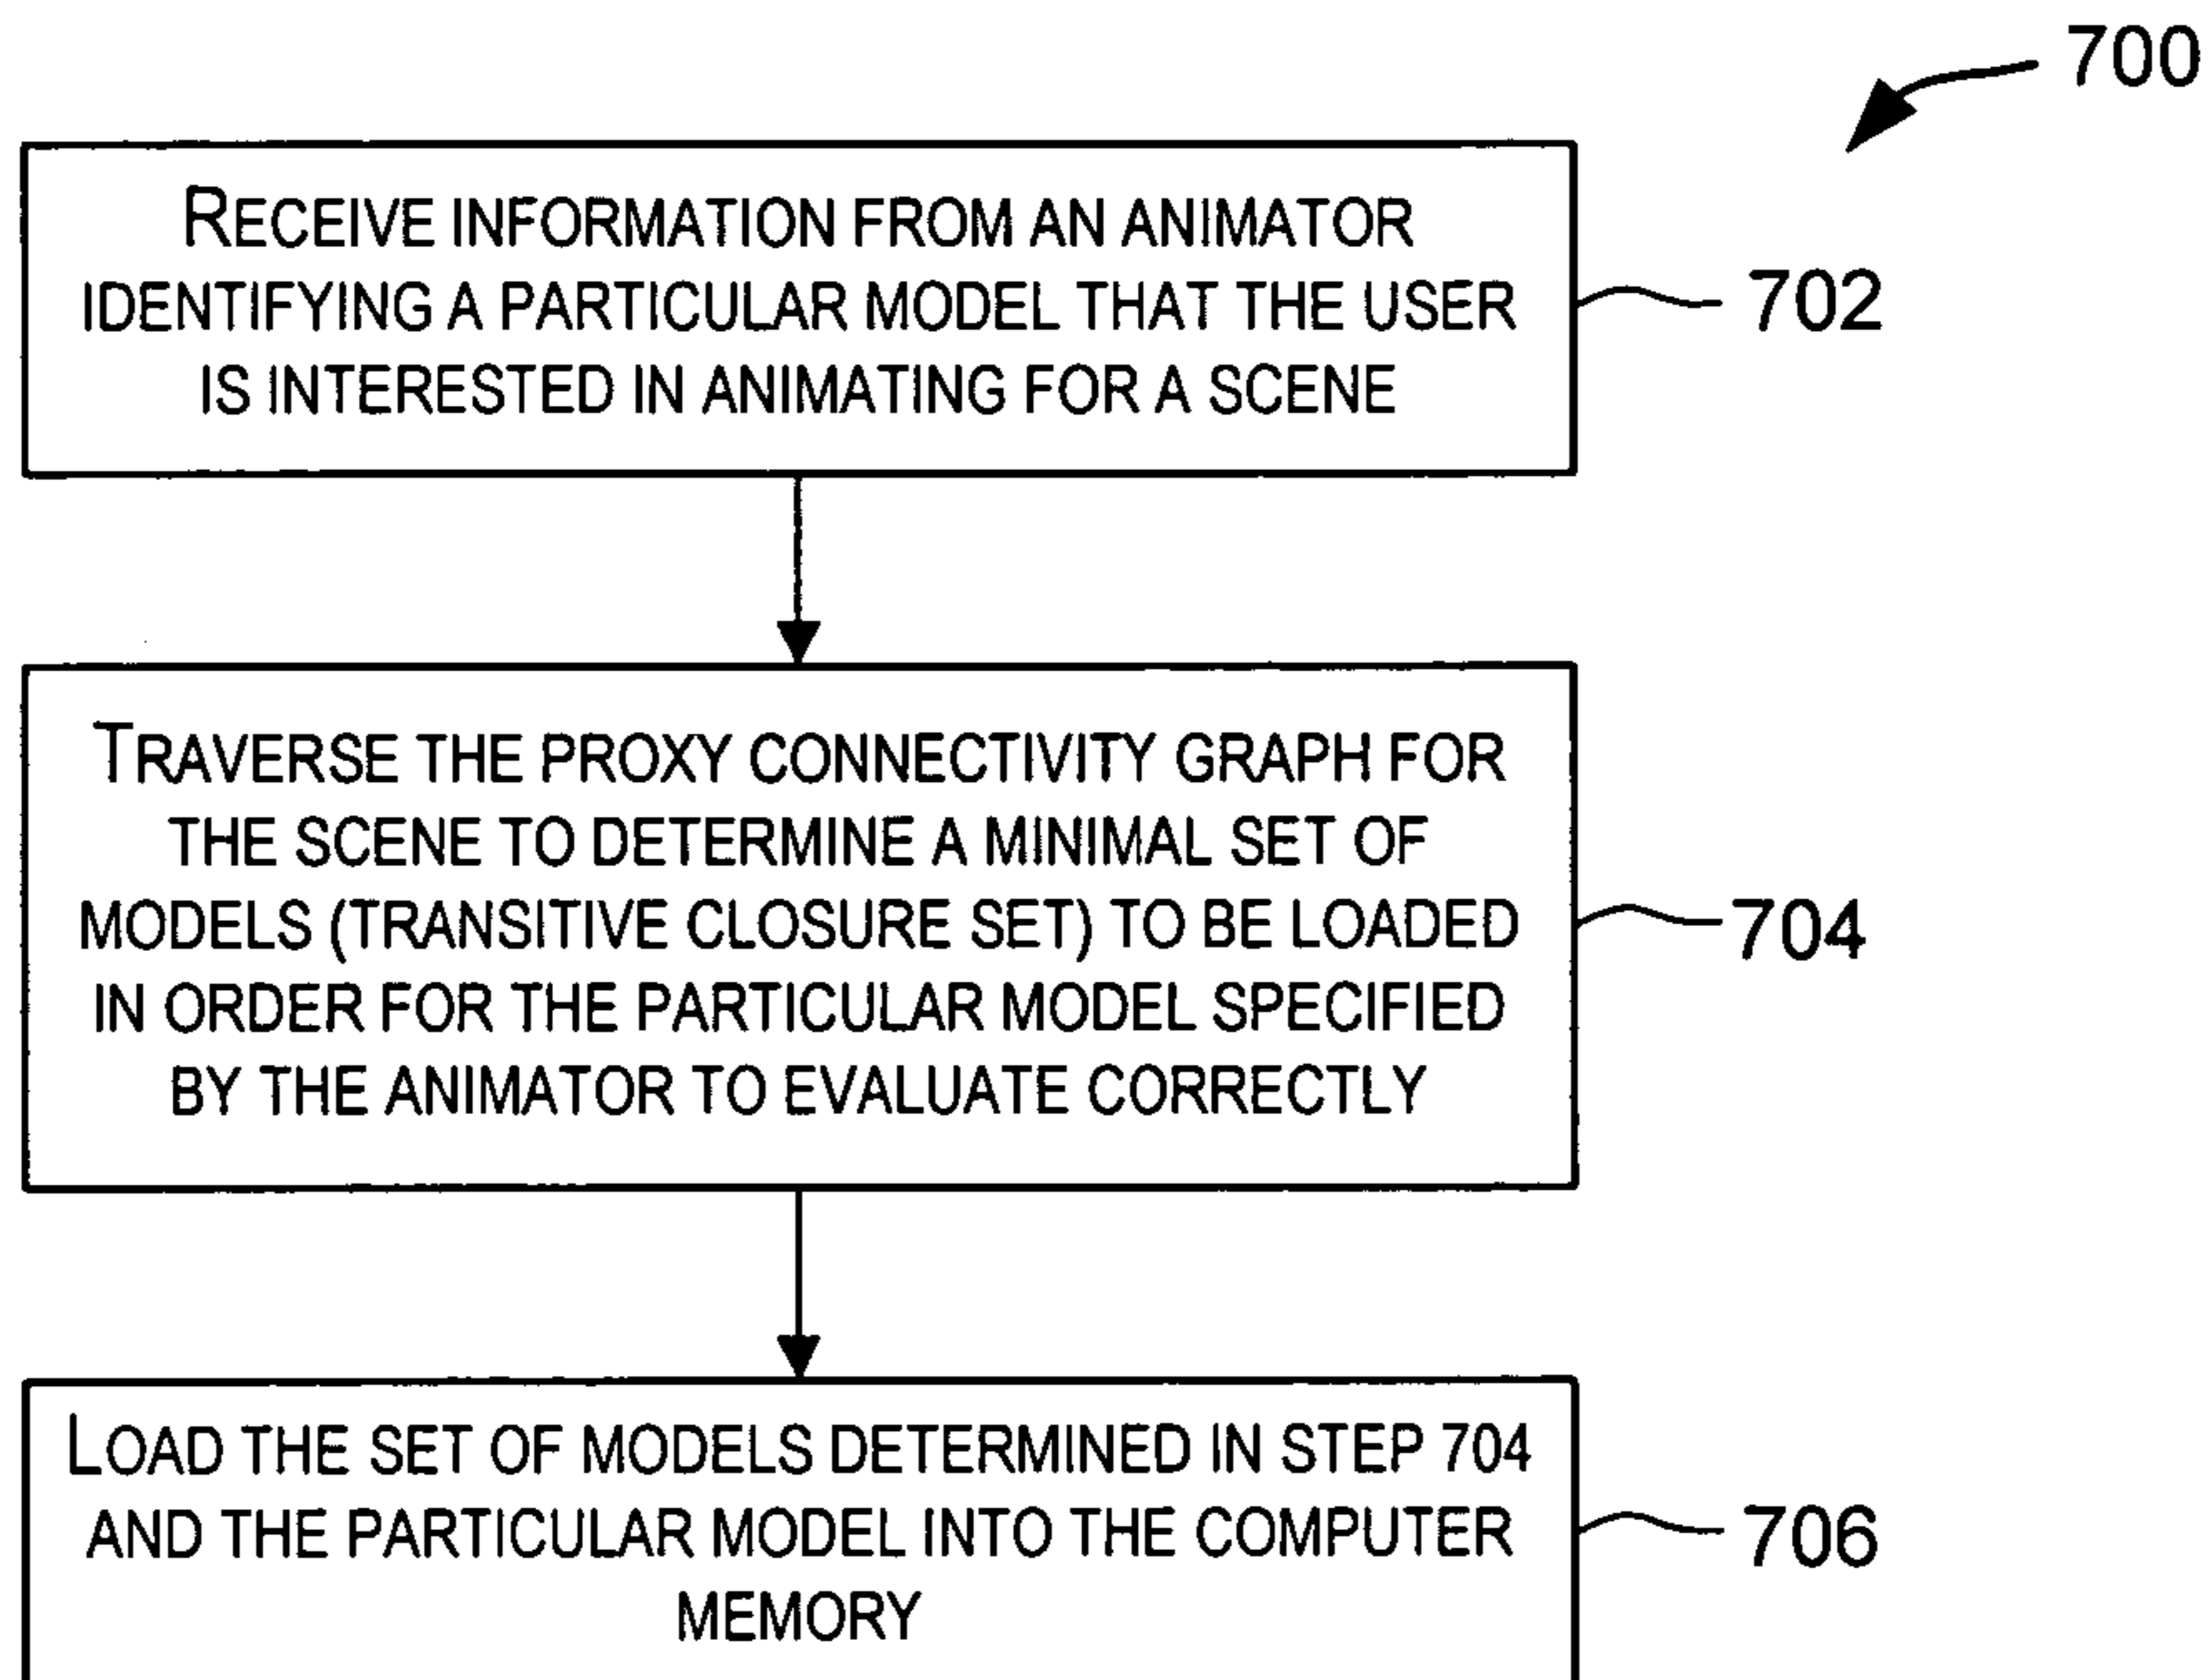 700
RECEIVE INFORMATION FROM AN ANIMATOR
IDENTIFYING A PARTICULAR MODEL THAT THE USER
IS INTERESTED IN ANIMATING FOR A SCENE
702
TRAVERSE THE PROXY CONNECTIVITY GRAPH FOR
THE SCENE TO DETERMINE A MINIMAL SET OF
MODELS (TRANSITIVE CLOSURE SET) TO BE LOADED
IN ORDER FOR THE PARTICULAR MODEL SPECIFIED
BY THE ANIMATOR TO EVALUATE CORRECTLY
704
LOAD THE SET OF MODELS DETERMINED IN STEP 704
AND THE PARTICULAR MODEL INTO THE COMPUTER
MEMORY
706